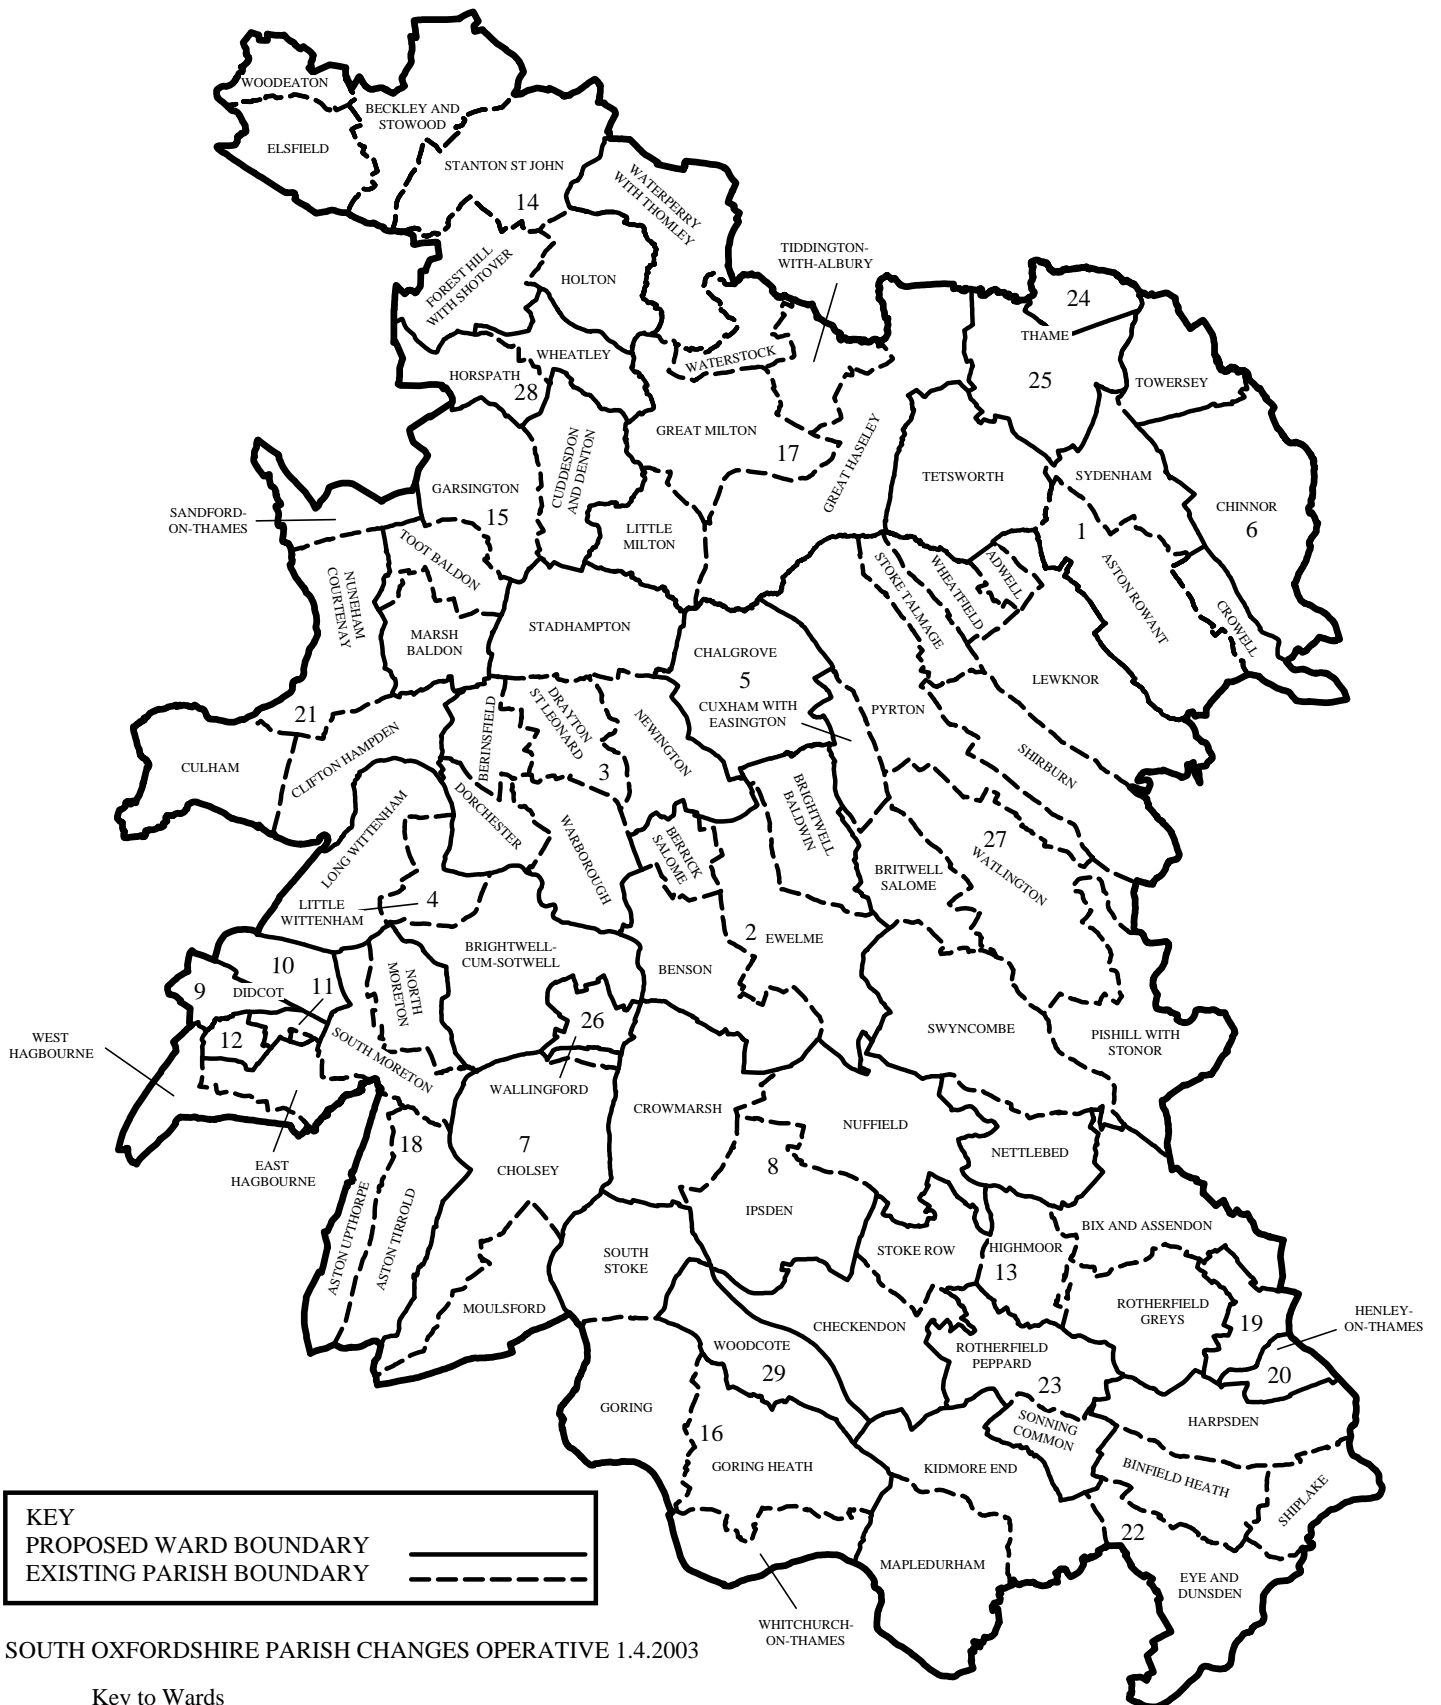 WOODEATON
BECKLEY AND
STOWOOD
ELSFIELD
STANTON ST JOHN
14
WATERPERRY
WITH THOMLEY
TIDDINGTON-
WITH-ALBURY
FOREST HILL
WITH SHOTOVER
HOLTON
24
THAME
WHEATLEY
WATERSTOCK
HORSPATH
28
25
TOWERSEY
GREAT MILTON
17
GREAT HASELEY
CUDDESDON
AND DENTON
TETSWORTH
SYDENHAM
GARSINGTON
15
SANDFORD-
ON-THAMES
CHINNOR
6
LITTLE
MILTON
1
TOOT BALDON
NUNEHAM
COURTENAY
STOKE TALMAGE
WHEATFIELD
ADWELL
ASTON ROWANT
CROWELL
MARSH
BALDON
STADHAMPTON
CHALGROVE
5
LEWKNOR
CUXHAM WITH
EASINGTON
PYRTON
21
BERINSFIELD
DRAYTON
ST LEONARD
3
NEWINGTON
CULHAM
CLIFTON HAMPDEN
SHIRBURN
BRIGHTWELL
BALDWIN
DORCHESTER
LONG WITTENHAM
WARBOROUGH
BERRICK
SALOME
27
WATLINGTON
BRITWELL
SALOME
LITTLE
WITTENHAM
4
2
EWELME
BRIGHTWELL-
CUM-SOTWELL
BENSON
10
9
DIDCOT
11
NORTH
MORETON
26
SWYNCOMBE
PISHILL WITH
STONOR
WEST
HAGBOURNE
12
SOUTH MORETON
WALLINGFORD
CROWMARSH
NUFFIELD
18
7
CHOLSEY
NETTLEBED
8
EAST
HAGBOURNE
ASTON UPTHORPE
ASTON TIRROLD
IPSDEN
BIX AND ASSENDON
SOUTH
STOKE
STOKE ROW
HIGHMOOR
13
MOULSFORD
ROTHERFIELD
GREYS
19
HENLEY-
ON-THAMES
CHECKENDON
WOODCOTE
29
ROTHERFIELD
PEPPARD
23
20
GORING
16
SONNING
COMMON
HARPSDEN
GORING HEATH
KIDMORE END
BINFIELD HEATH
SHIPLAKE
22
MAPLEDURHAM
EYE AND
DUNSDEN
WHITCHURCH-
ON-THAMES
KEY
PROPOSED WARD BOUNDARY
EXISTING PARISH BOUNDARY
SOUTH OXFORDSHIRE PARISH CHANGES OPERATIVE 1.4.2003
Key to Wards